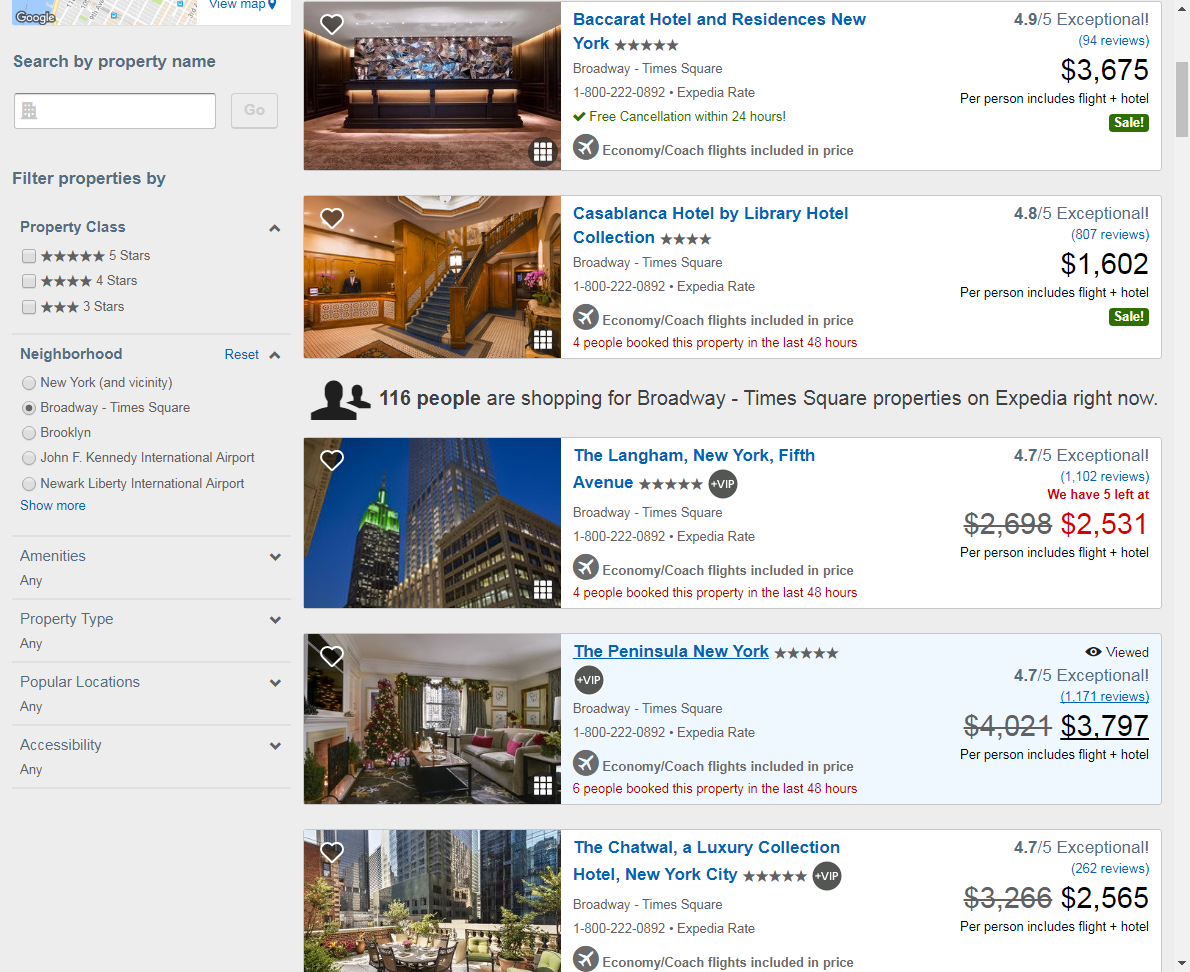 Google
View map
Search by property name
Go
Filter properties by
Property Class
5 Stars
4 Stars
3 Stars
Neighborhood
Reset
New York (and vicinity)
Broadway - Times Square
Brooklyn
John F. Kennedy International Airport
Newark Liberty International Airport
Show more
Amenities
Any
Property Type
Any
Popular Locations
Any
Accessibility
Any
Baccarat Hotel and Residences New
York
Broadway - Times Square
1-800-222-0892 • Expedia Rate
Free Cancellation within 24 hours!
Economy/Coach flights included in price
4.9/5 Exceptional!
(94 reviews)
$3,675
Per person includes flight + hotel
Sale!
Casablanca Hotel by Library Hotel
Collection
Broadway - Times Square
1-800-222-0892 • Expedia Rate
Economy/Coach flights included in price
4 people booked this property in the last 48 hours
4.8/5 Exceptional!
(807 reviews)
$1,602
Per person includes flight + hotel
Sale!
116 people are shopping for Broadway - Times Square properties on Expedia right now.
The Langham, New York, Fifth
Avenue +VIP
Broadway - Times Square
1-800-222-0892 • Expedia Rate
Economy/Coach flights included in price
4 people booked this property in the last 48 hours
4.7/5 Exceptional!
(1,102 reviews)
We have 5 left at
$2,698 $2,531
Per person includes flight + hotel
The Peninsula New York
+VIP
Broadway - Times Square
1-800-222-0892 • Expedia Rate
Economy/Coach flights included in price
6 people booked this property in the last 48 hours
Viewed
4.7/5 Exceptional!
(1,171 reviews)
$4,021 $3,797
Per person includes flight + hotel
The Chatwal, a Luxury Collection
Hotel, New York City +VIP
Broadway - Times Square
1-800-222-0892 • Expedia Rate
Economy/Coach flights included in price
4.7/5 Exceptional!
(262 reviews)
$3,266 $2,565
Per person includes flight + hotel